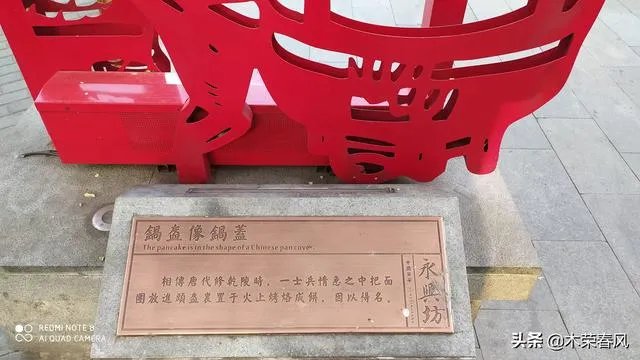 鍋盔像鍋蓋
The pancake is in the shape of a Chinese pan cover.
相傳唐代修乾陵時，一士兵情急之中把面
團放進頭盔裏置于火上烤烙成餅，因以得名。
永興坊
REDMI NOTE 8
AI QUAD CAMERA
头条 @木荣春风